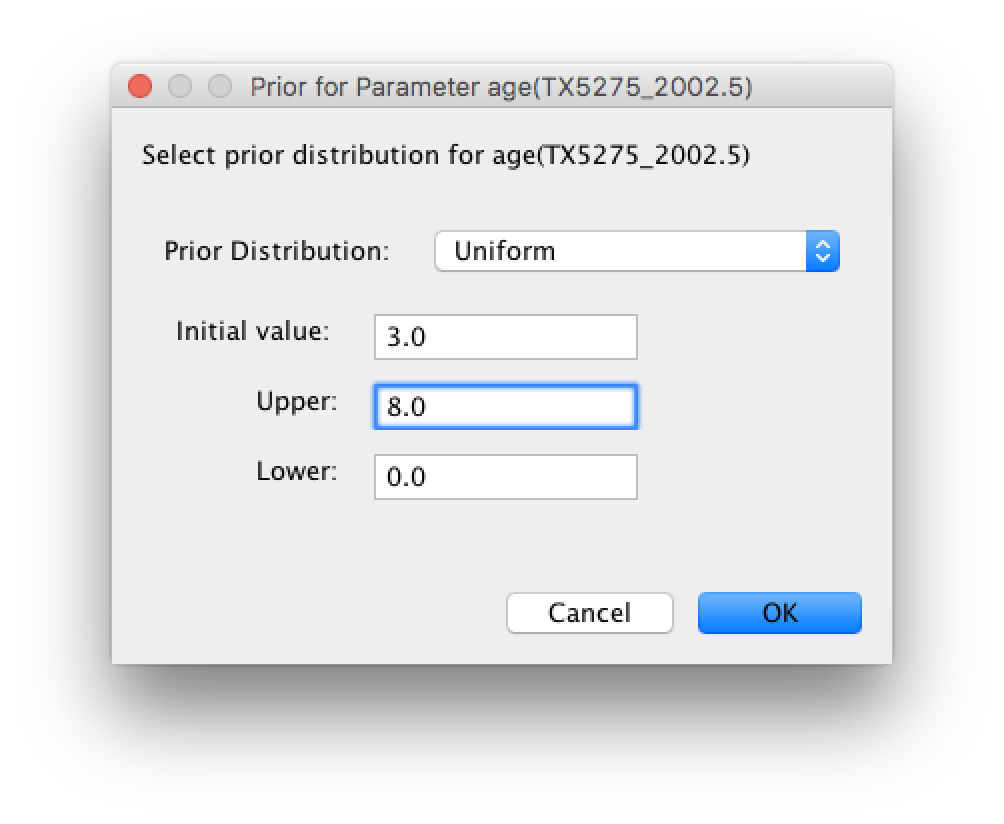 Prior for Parameter age(TX5275_2002.5)
Select prior distribution for age(TX5275_2002.5)
Prior Distribution: Uniform
Initial value: 3.0
Upper: 8.0
Lower: 0.0
Cancel OK